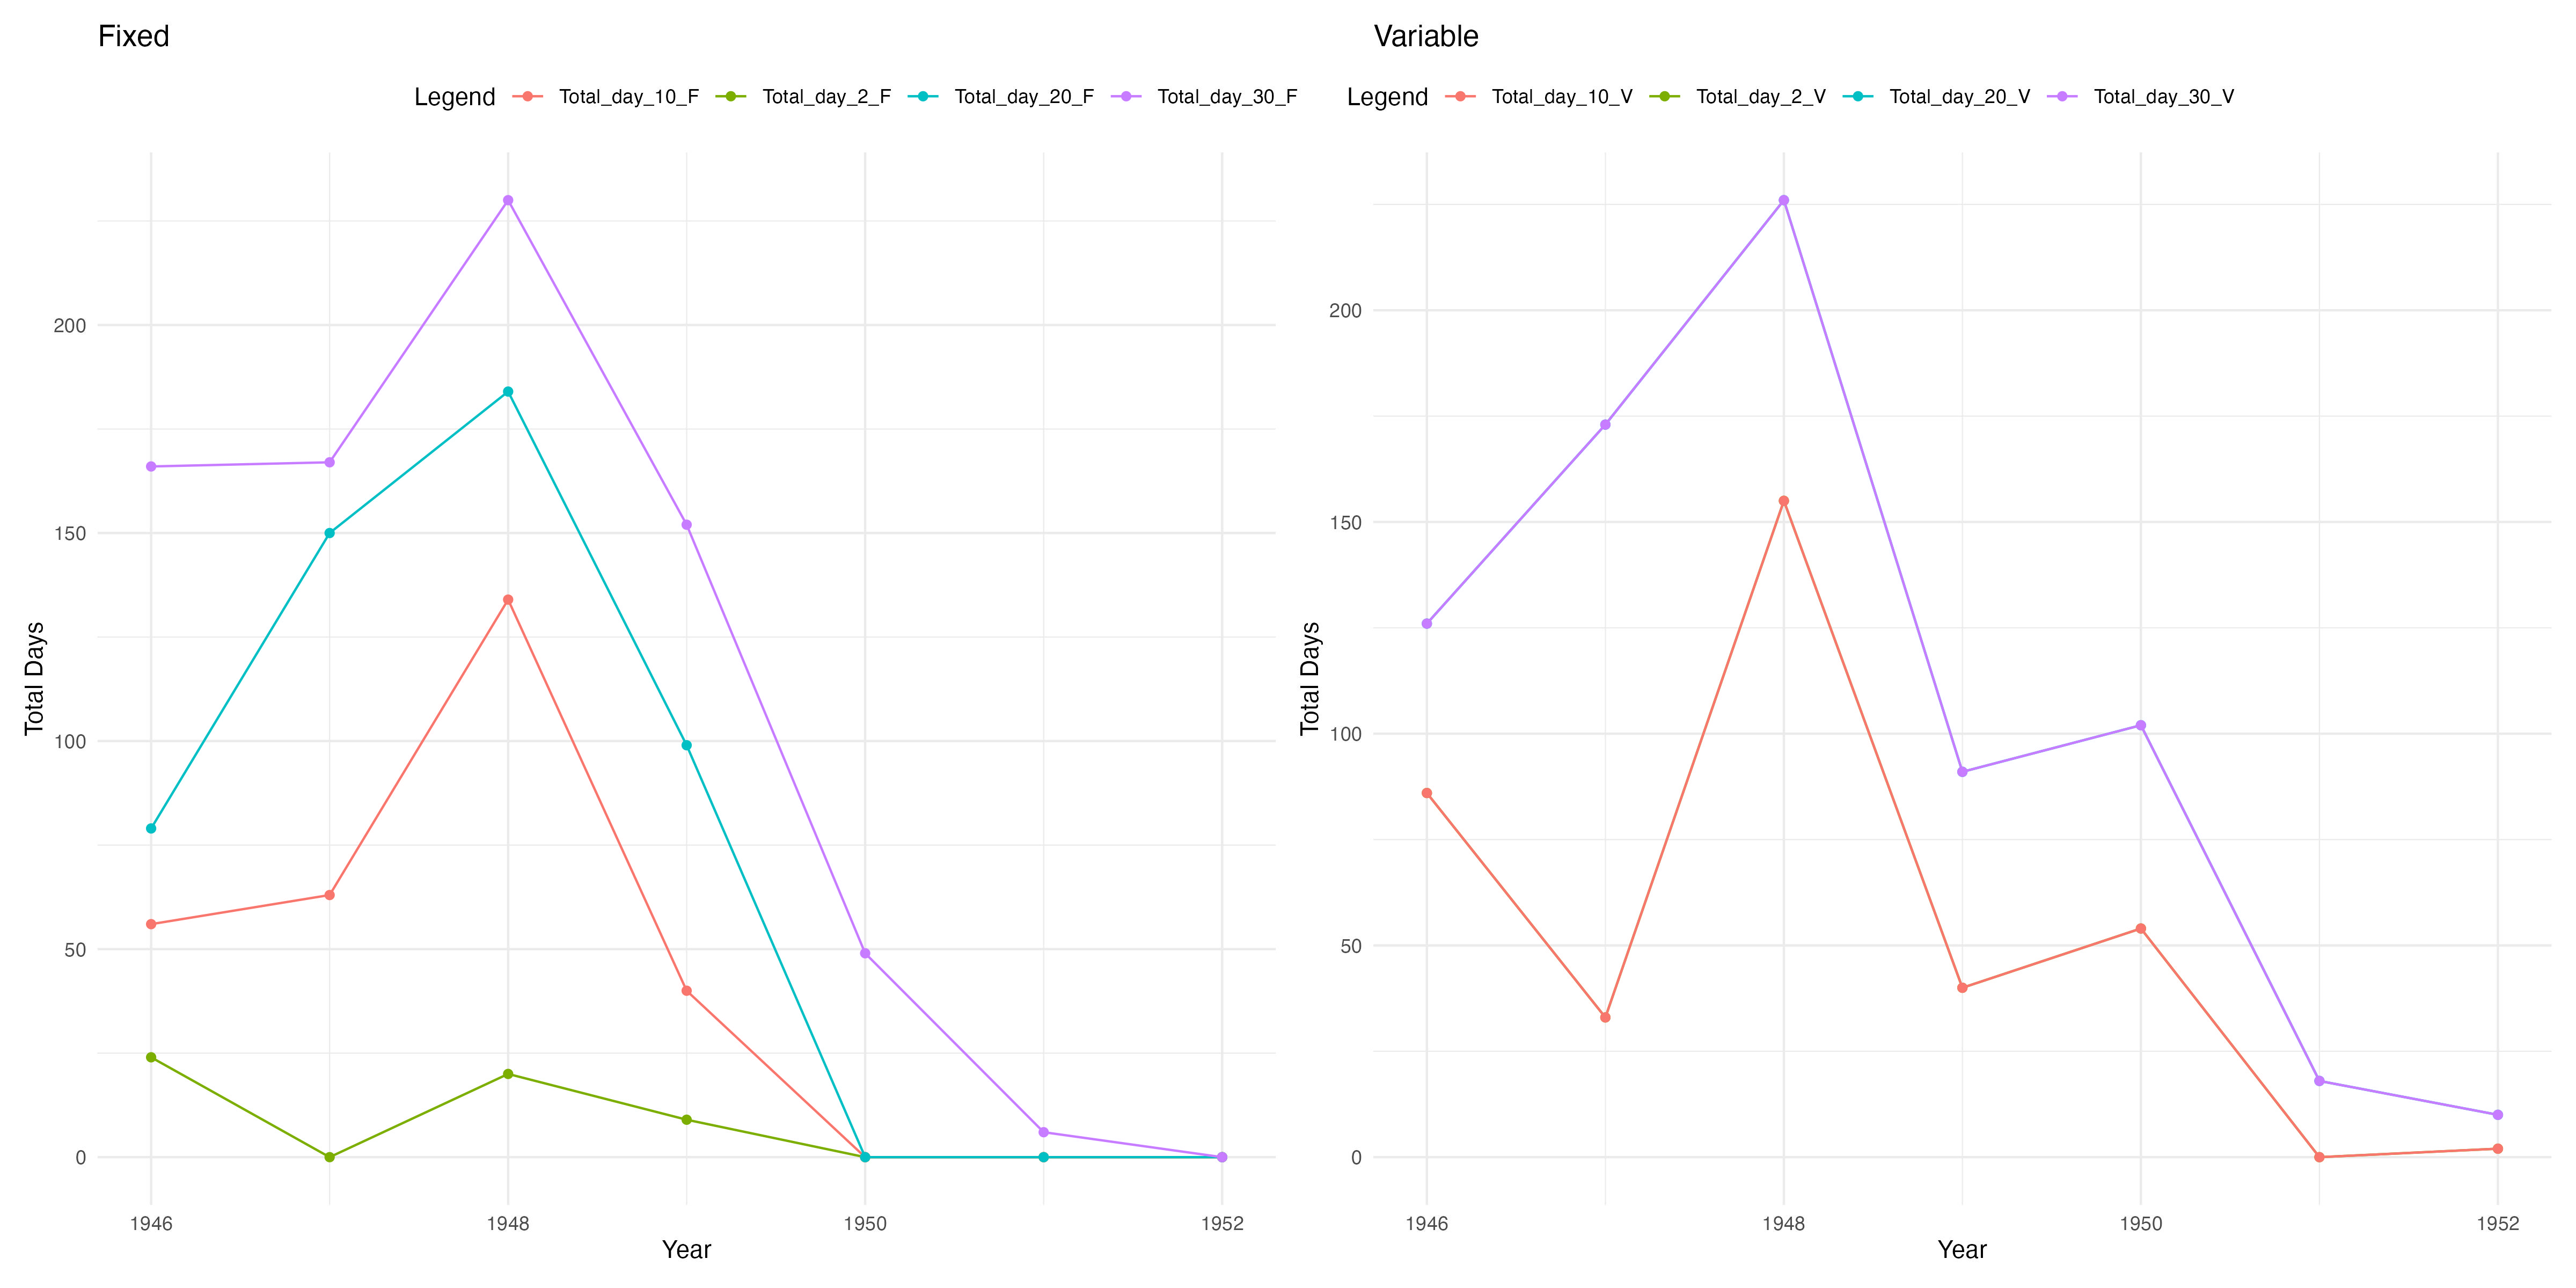 Fixed
Legend Total_day_10_F Total_day_2_F Total_day_20_F Total_day_30_F
Total Days
200
150
100
50
0
1946 1948 1950 1952
Year
Variable
Legend Total_day_10_V Total_day_2_V Total_day_20_V Total_day_30_V
Total Days
200
150
100
50
0
1946 1948 1950 1952
Year